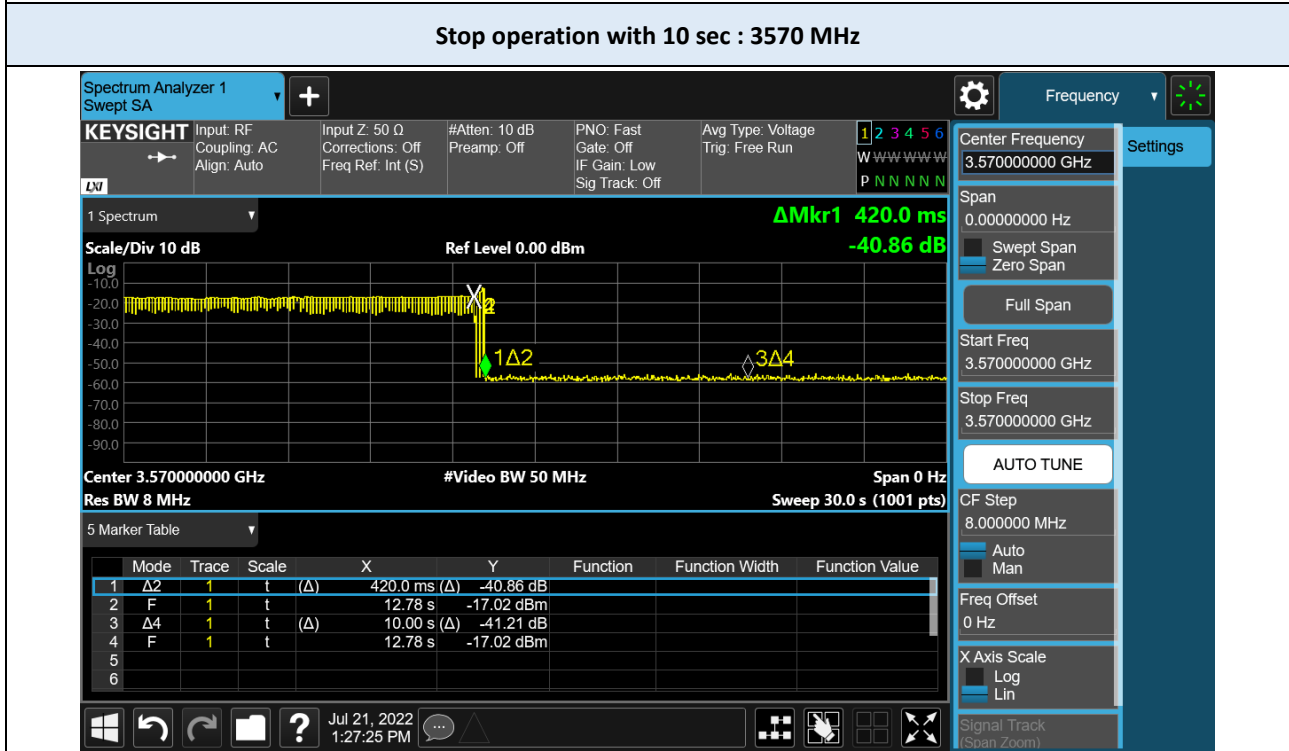 Stop operation with 10 sec : 3570 MHz
Spectrum Analyzer 1
Swept SA
Frequency
KEYSIGHT
Input: RF
Coupling: AC
Align: Auto
Input Z: 50 Ω
Corrections: Off
Freq Ref: Int (S)
#Atten: 10 dB
Preamp: Off
PNO: Fast
Gate: Off
IF Gain: Low
Sig Track: Off
Avg Type: Voltage
Trig: Free Run
1 2 3 4 5 6
W W W W W W
P N N N N N
LXI
1 Spectrum
ΔMkr1 420.0 ms
-40.86 dB
Scale/Div 10 dB
Ref Level 0.00 dBm
Log
-10.0
-20.0
-30.0
-40.0
-50.0
-60.0
-70.0
-80.0
-90.0
1Δ2
3Δ4
Center 3.570000000 GHz
#Video BW 50 MHz
Span 0 Hz
Res BW 8 MHz
Sweep 30.0 s (1001 pts)
5 Marker Table
Mode Trace Scale X Y Function Function Width Function Value
1 Δ2 1 t (Δ) 420.0 ms (Δ) -40.86 dB
2 F 1 t 12.78 s -17.02 dBm
3 Δ4 1 t (Δ) 10.00 s (Δ) -41.21 dB
4 F 1 t 12.78 s -17.02 dBm
5
6
?
Jul 21, 2022
1:27:25 PM
Center Frequency
3.570000000 GHz
Settings
Span
0.00000000 Hz
Swept Span
Zero Span
Full Span
Start Freq
3.570000000 GHz
Stop Freq
3.570000000 GHz
AUTO TUNE
CF Step
8.000000 MHz
Auto
Man
Freq Offset
0 Hz
X Axis Scale
Log
Lin
Signal Track
(Span Zoom)